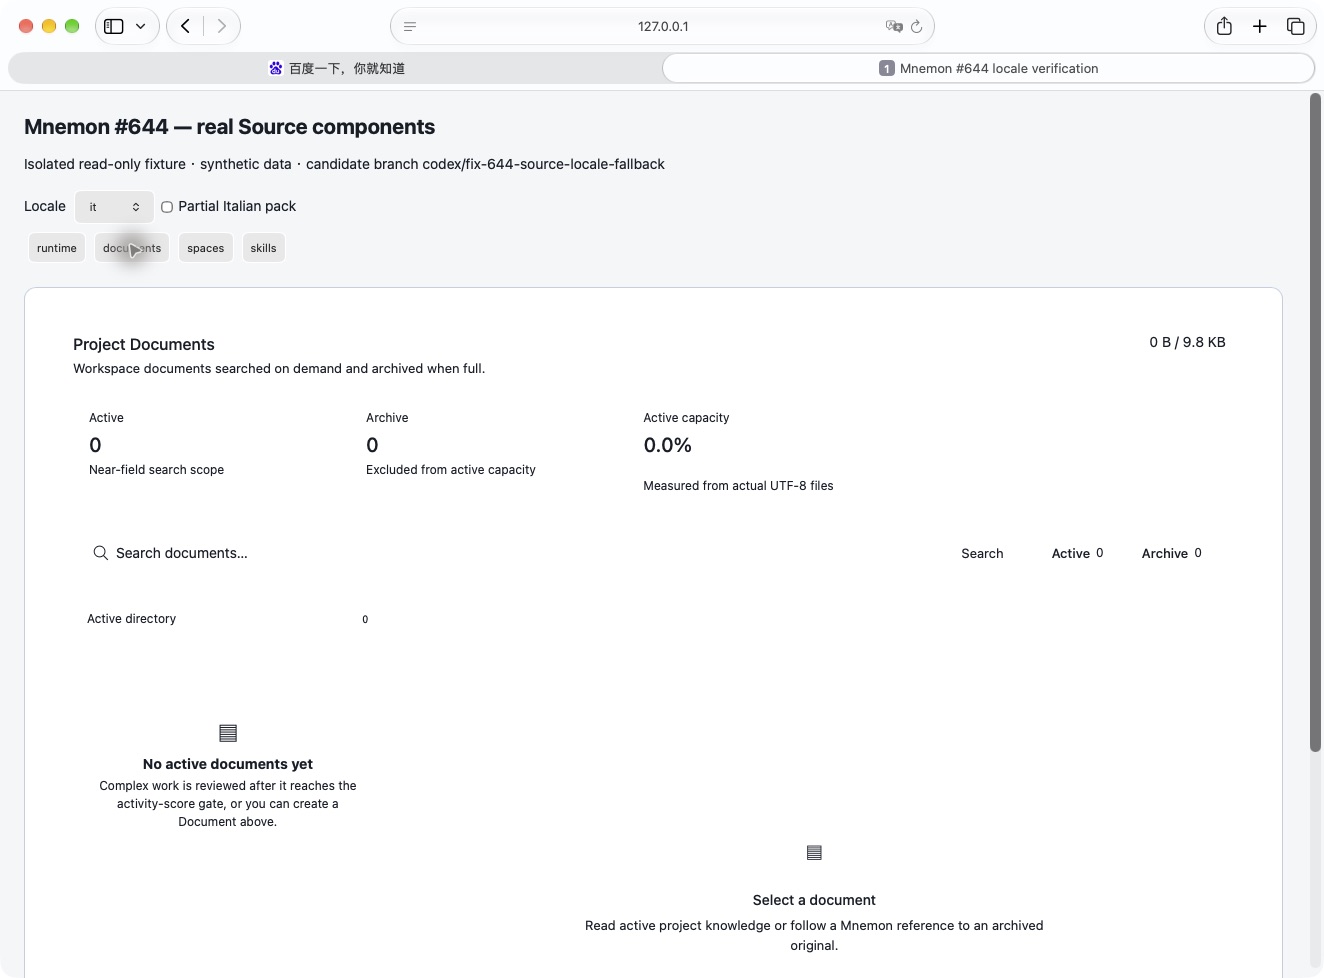 127.0.0.1
百度一下，你就知道
1 Mnemon #644 locale verification
Mnemon #644 — real Source components
Isolated read-only fixture · synthetic data · candidate branch codex/fix-644-source-locale-fallback
Locale it Partial Italian pack
runtime documents spaces skills
Project Documents 0 B / 9.8 KB
Workspace documents searched on demand and archived when full.
Active Archive Active capacity
0 0 0.0%
Near-field search scope Excluded from active capacity
Measured from actual UTF-8 files
Search documents... Search Active 0 Archive 0
Active directory 0
No active documents yet
Complex work is reviewed after it reaches the
activity-score gate, or you can create a
Document above.
Select a document
Read active project knowledge or follow a Mnemon reference to an archived
original.